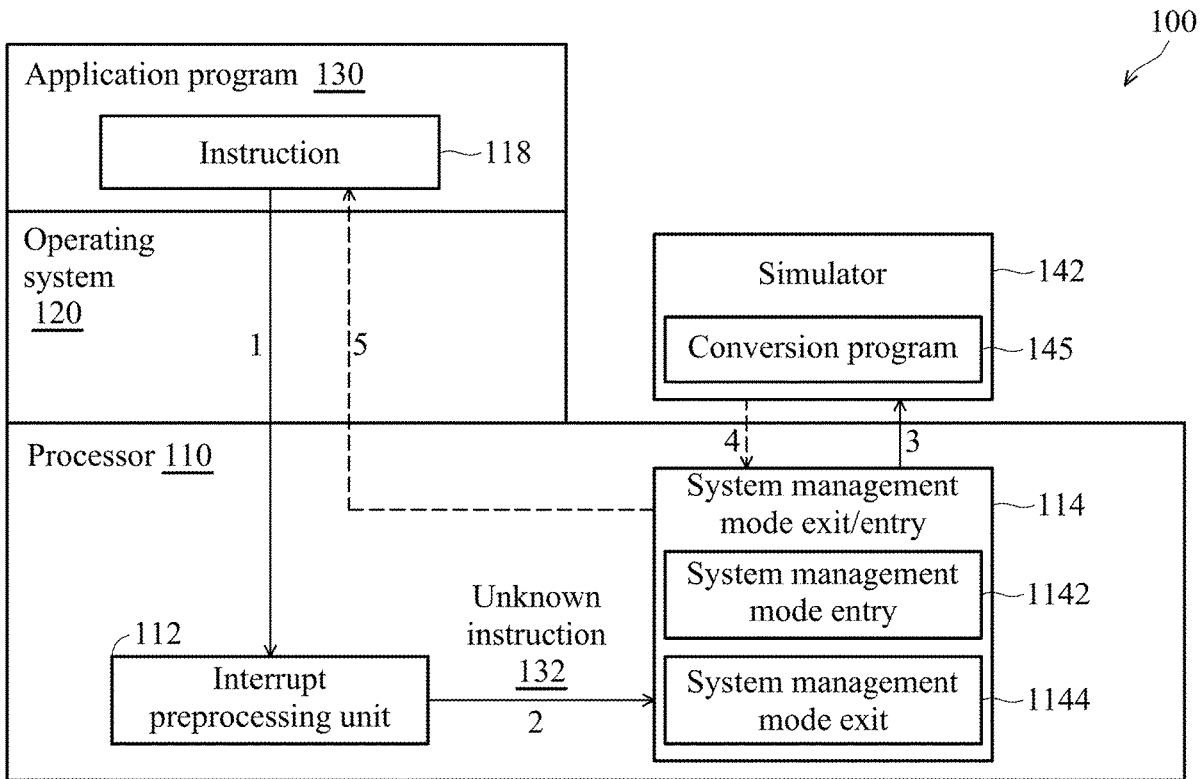 100
Application program 130
Instruction
118
Operating
system
120
1
5
Simulator
142
Conversion program
145
4
3
Processor 110
System management
mode exit/entry
114
System management
mode entry
1142
Unknown
instruction
132
2
112
Interrupt
preprocessing unit
System management
mode exit
1144